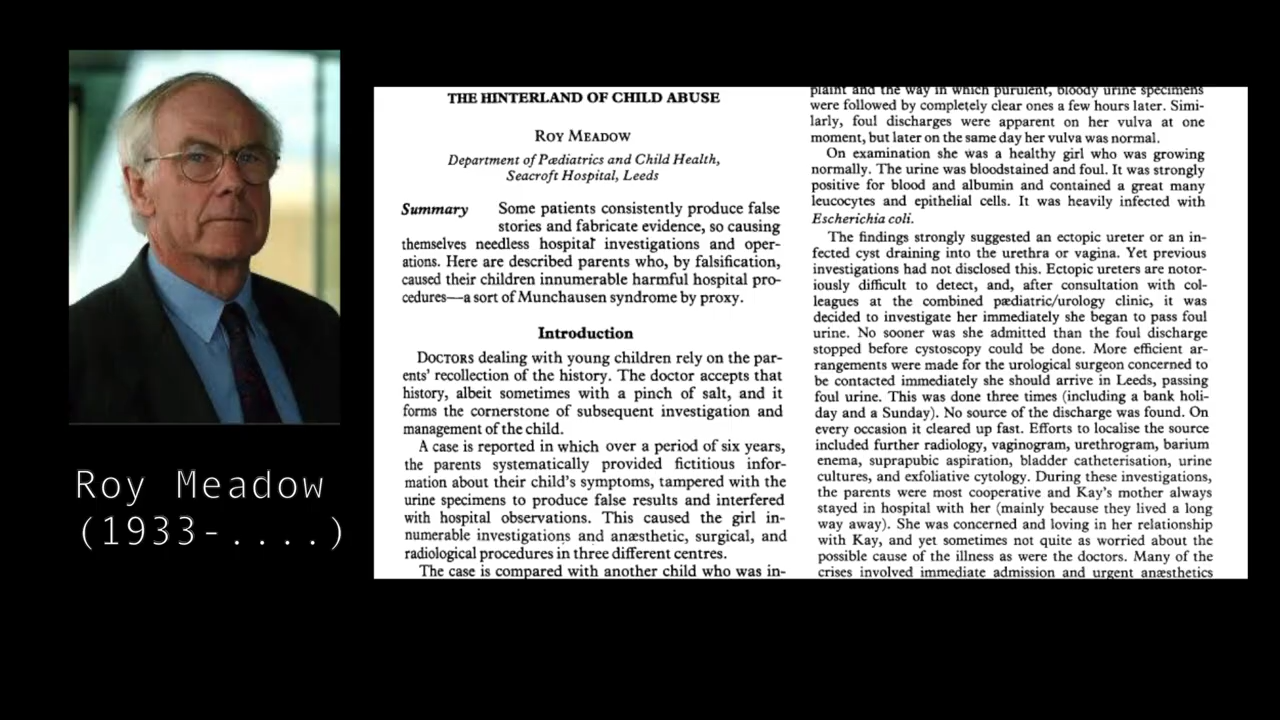 Roy Meadow
(1933-....)
THE HINTERLAND OF CHILD ABUSE
ROY MEADOW
Department of Pædiatrics and Child Health,
Seacroft Hospital, Leeds
Summary Some patients consistently produce false
stories and fabricate evidence, so causing
themselves needless hospital investigations and oper-
ations. Here are described parents who, by falsification,
caused their children innumerable harmful hospital pro-
cedures—a sort of Munchausen syndrome by proxy.
Introduction
DOCTORS dealing with young children rely on the par-
ents' recollection of the history. The doctor accepts that
history, albeit sometimes with a pinch of salt, and it
forms the cornerstone of subsequent investigation and
management of the child.
A case is reported in which over a period of six years,
the parents systematically provided fictitious infor-
mation about their child's symptoms, tampered with the
urine specimens to produce false results and interfered
with hospital observations. This caused the girl in-
numerable investigations and anæsthetic, surgical, and
radiological procedures in three different centres.
The case is compared with another child who was in-
plaint and the way in which purulent, bloody urine specimens
were followed by completely clear ones a few hours later. Simi-
larly, foul discharges were apparent on her vulva at one
moment, but later on the same day her vulva was normal.
On examination she was a healthy girl who was growing
normally. The urine was bloodstained and foul. It was strongly
positive for blood and albumin and contained a great many
leucocytes and epithelial cells. It was heavily infected with
Escherichia coli.
The findings strongly suggested an ectopic ureter or an in-
fected cyst draining into the urethra or vagina. Yet previous
investigations had not disclosed this. Ectopic ureters are notor-
iously difficult to detect, and, after consultation with col-
leagues at the combined pædiatric/urology clinic, it was
decided to investigate her immediately she began to pass foul
urine. No sooner was she admitted than the foul discharge
stopped before cystoscopy could be done. More efficient ar-
rangements were made for the urological surgeon concerned to
be contacted immediately she should arrive in Leeds, passing
foul urine. This was done three times (including a bank holi-
day and a Sunday). No source of the discharge was found. On
every occasion it cleared up fast. Efforts to localise the source
included further radiology, vaginogram, urethrogram, barium
enema, suprapubic aspiration, bladder catheterisation, urine
cultures, and exfoliative cytology. During these investigations,
the parents were most cooperative and Kay's mother always
stayed in hospital with her (mainly because they lived a long
way away). She was concerned and loving in her relationship
with Kay, and yet sometimes not quite as worried about the
possible cause of the illness as were the doctors. Many of the
crises involved immediate admission and urgent anæsthetics